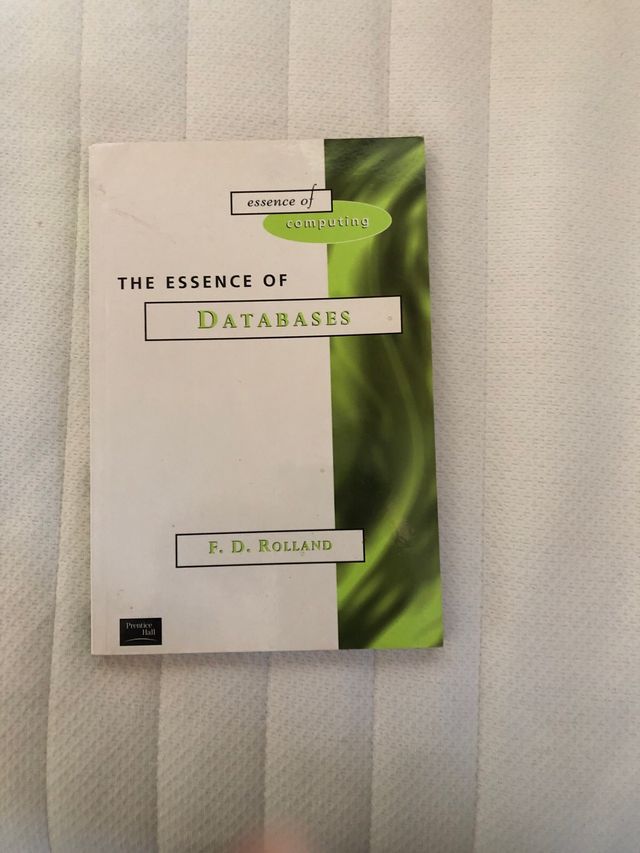 essence of
computing
THE ESSENCE OF
DATABASES
F. D. ROLLAND
Prentice
Hall